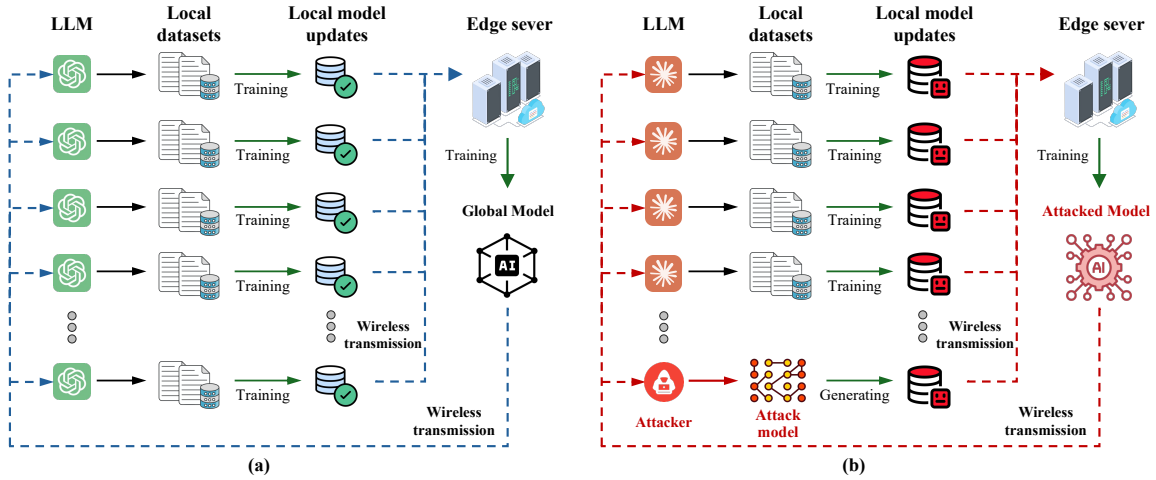 LLM
Local
datasets
Local model
updates
Edge sever
Training
Training
Training
Training
Training
Training
Global Model
AI
Wireless
transmission
Wireless
transmission
(a)
LLM
Local
datasets
Local model
updates
Edge sever
Training
Training
Training
Training
Training
Attacked Model
AI
Wireless
transmission
Generating
Attacker
Attack
model
Wireless
transmission
(b)